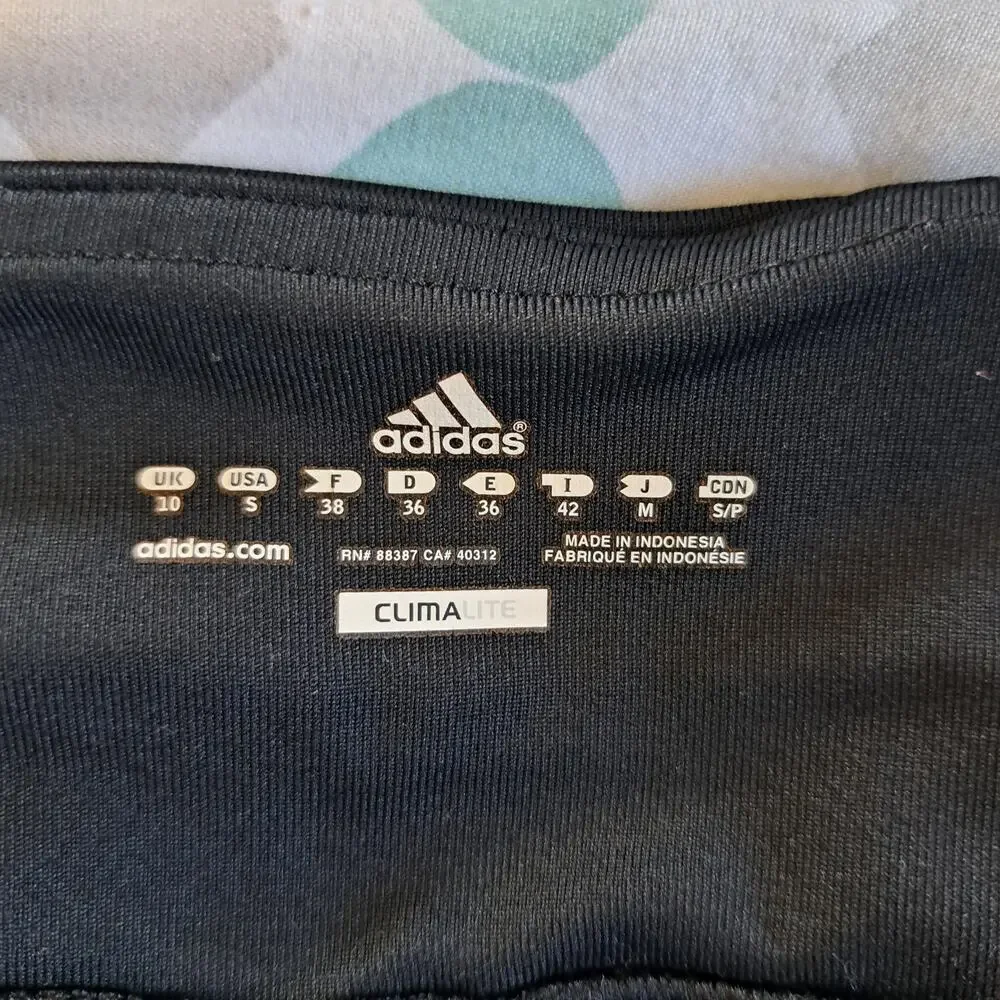 adidas®
UK USA F D E I J CDN
10 S 38 36 36 42 M S/P
adidas.com RN# 88387 CA# 40312 MADE IN INDONESIA
FABRIQUÉ EN INDONÉSIE
CLIMALITE